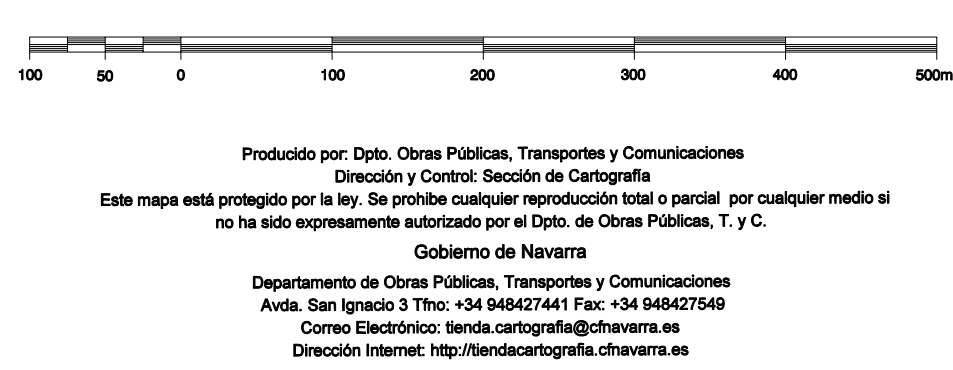 100 50 0 100 200 300 400 500m
Producido por: Dpto. Obras Públicas, Transportes y Comunicaciones
Dirección y Control: Sección de Cartografía
Este mapa está protegido por la ley. Se prohibe cualquier reproducción total o parcial por cualquier medio si
no ha sido expresamente autorizado por el Dpto. de Obras Públicas, T. y C.
Gobierno de Navarra
Departamento de Obras Públicas, Transportes y Comunicaciones
Avda. San Ignacio 3 Tfno: +34 948427441 Fax: +34 948427549
Correo Electrónico: tienda.cartografia@cfnavarra.es
Dirección Internet: http://tiendacartografia.cfnavarra.es